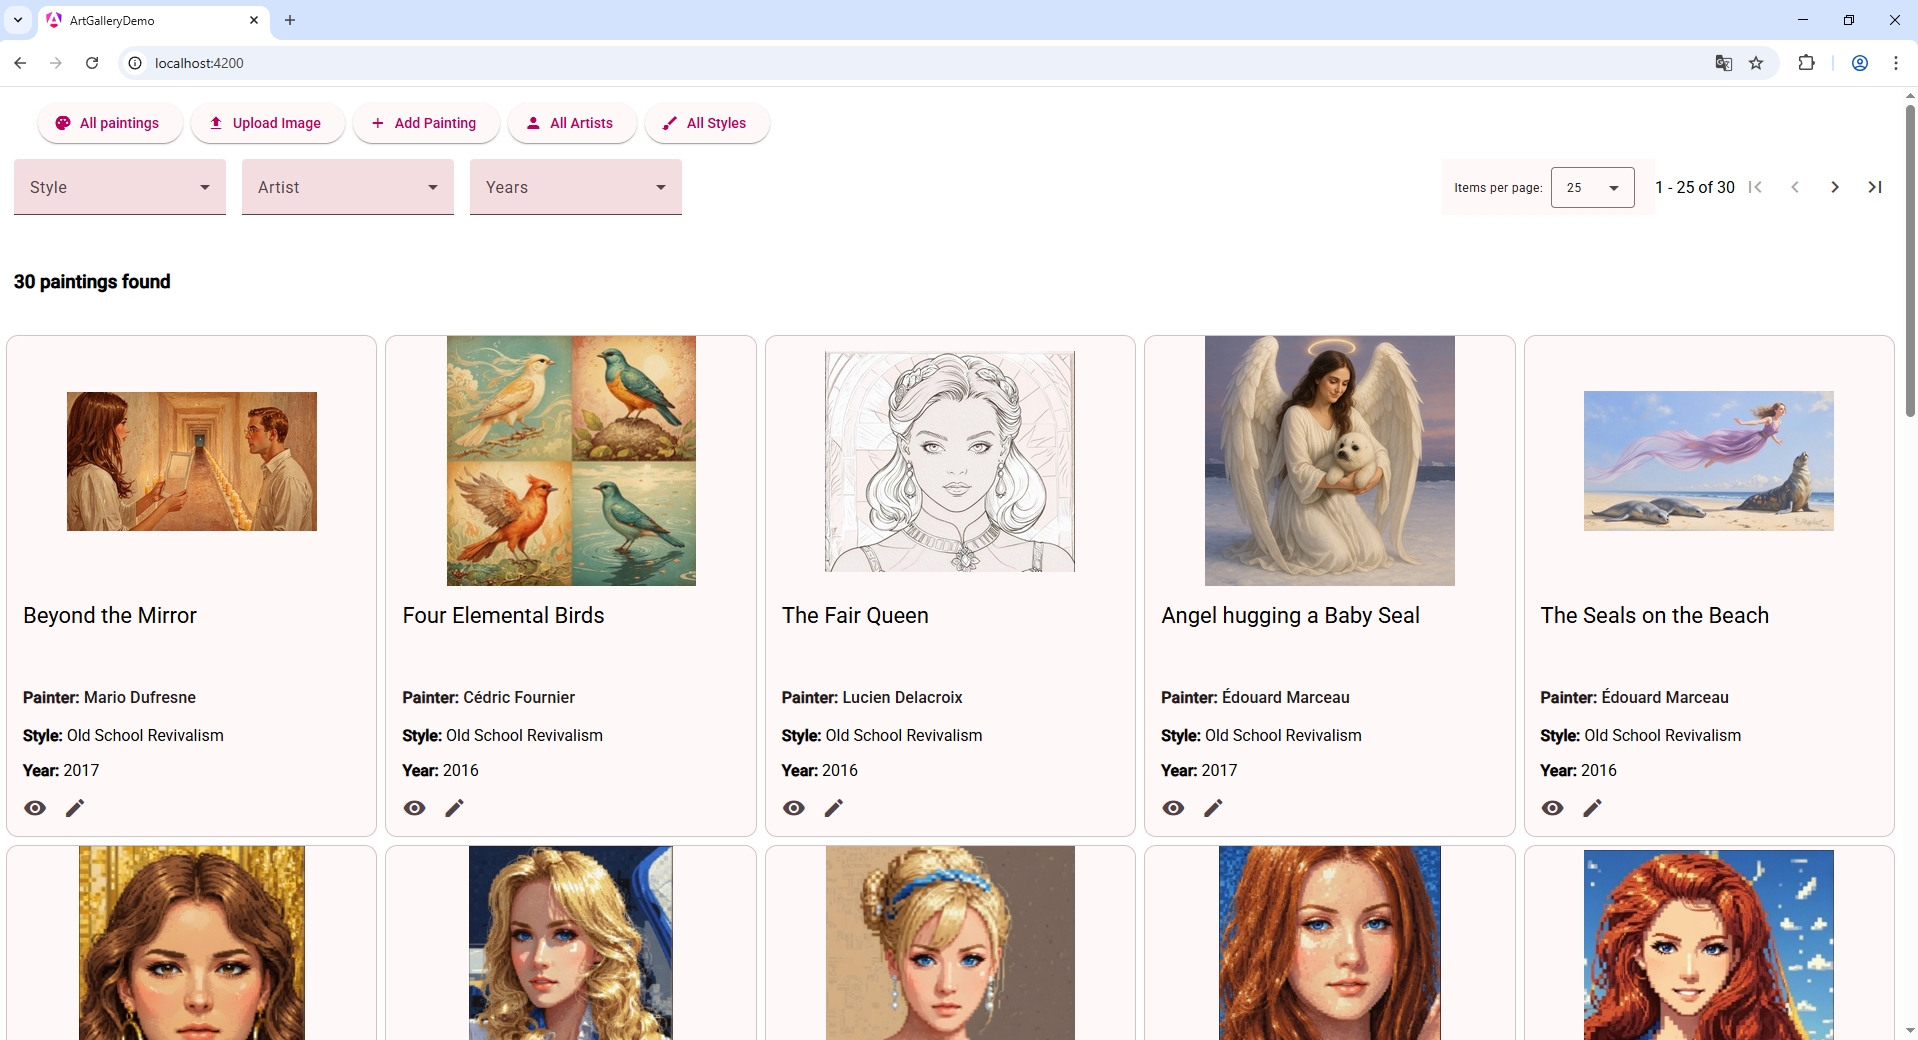 ArtGalleryDemo
localhost:4200
All paintings Upload Image Add Painting All Artists All Styles
Style Artist Years Items per page: 25 1 - 25 of 30
30 paintings found
Beyond the Mirror
Painter: Mario Dufresne
Style: Old School Revivalism
Year: 2017
Four Elemental Birds
Painter: Cédric Fournier
Style: Old School Revivalism
Year: 2016
The Fair Queen
Painter: Lucien Delacroix
Style: Old School Revivalism
Year: 2016
Angel hugging a Baby Seal
Painter: Édouard Marceau
Style: Old School Revivalism
Year: 2017
The Seals on the Beach
Painter: Édouard Marceau
Style: Old School Revivalism
Year: 2016